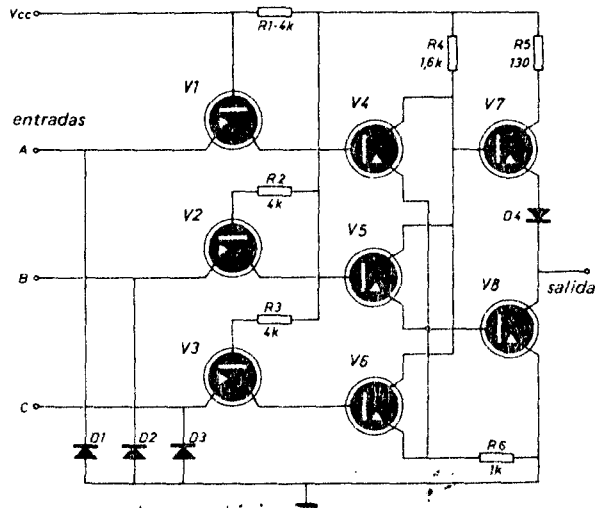 Vcc
R1-4k
R4
1,6k
R5
130
V1
V4
V7
entradas
A
R2
4k
V2
V5
D4
V8
B
salida
R3
4k
V3
V6
C
D1
D2
D3
R6
1k